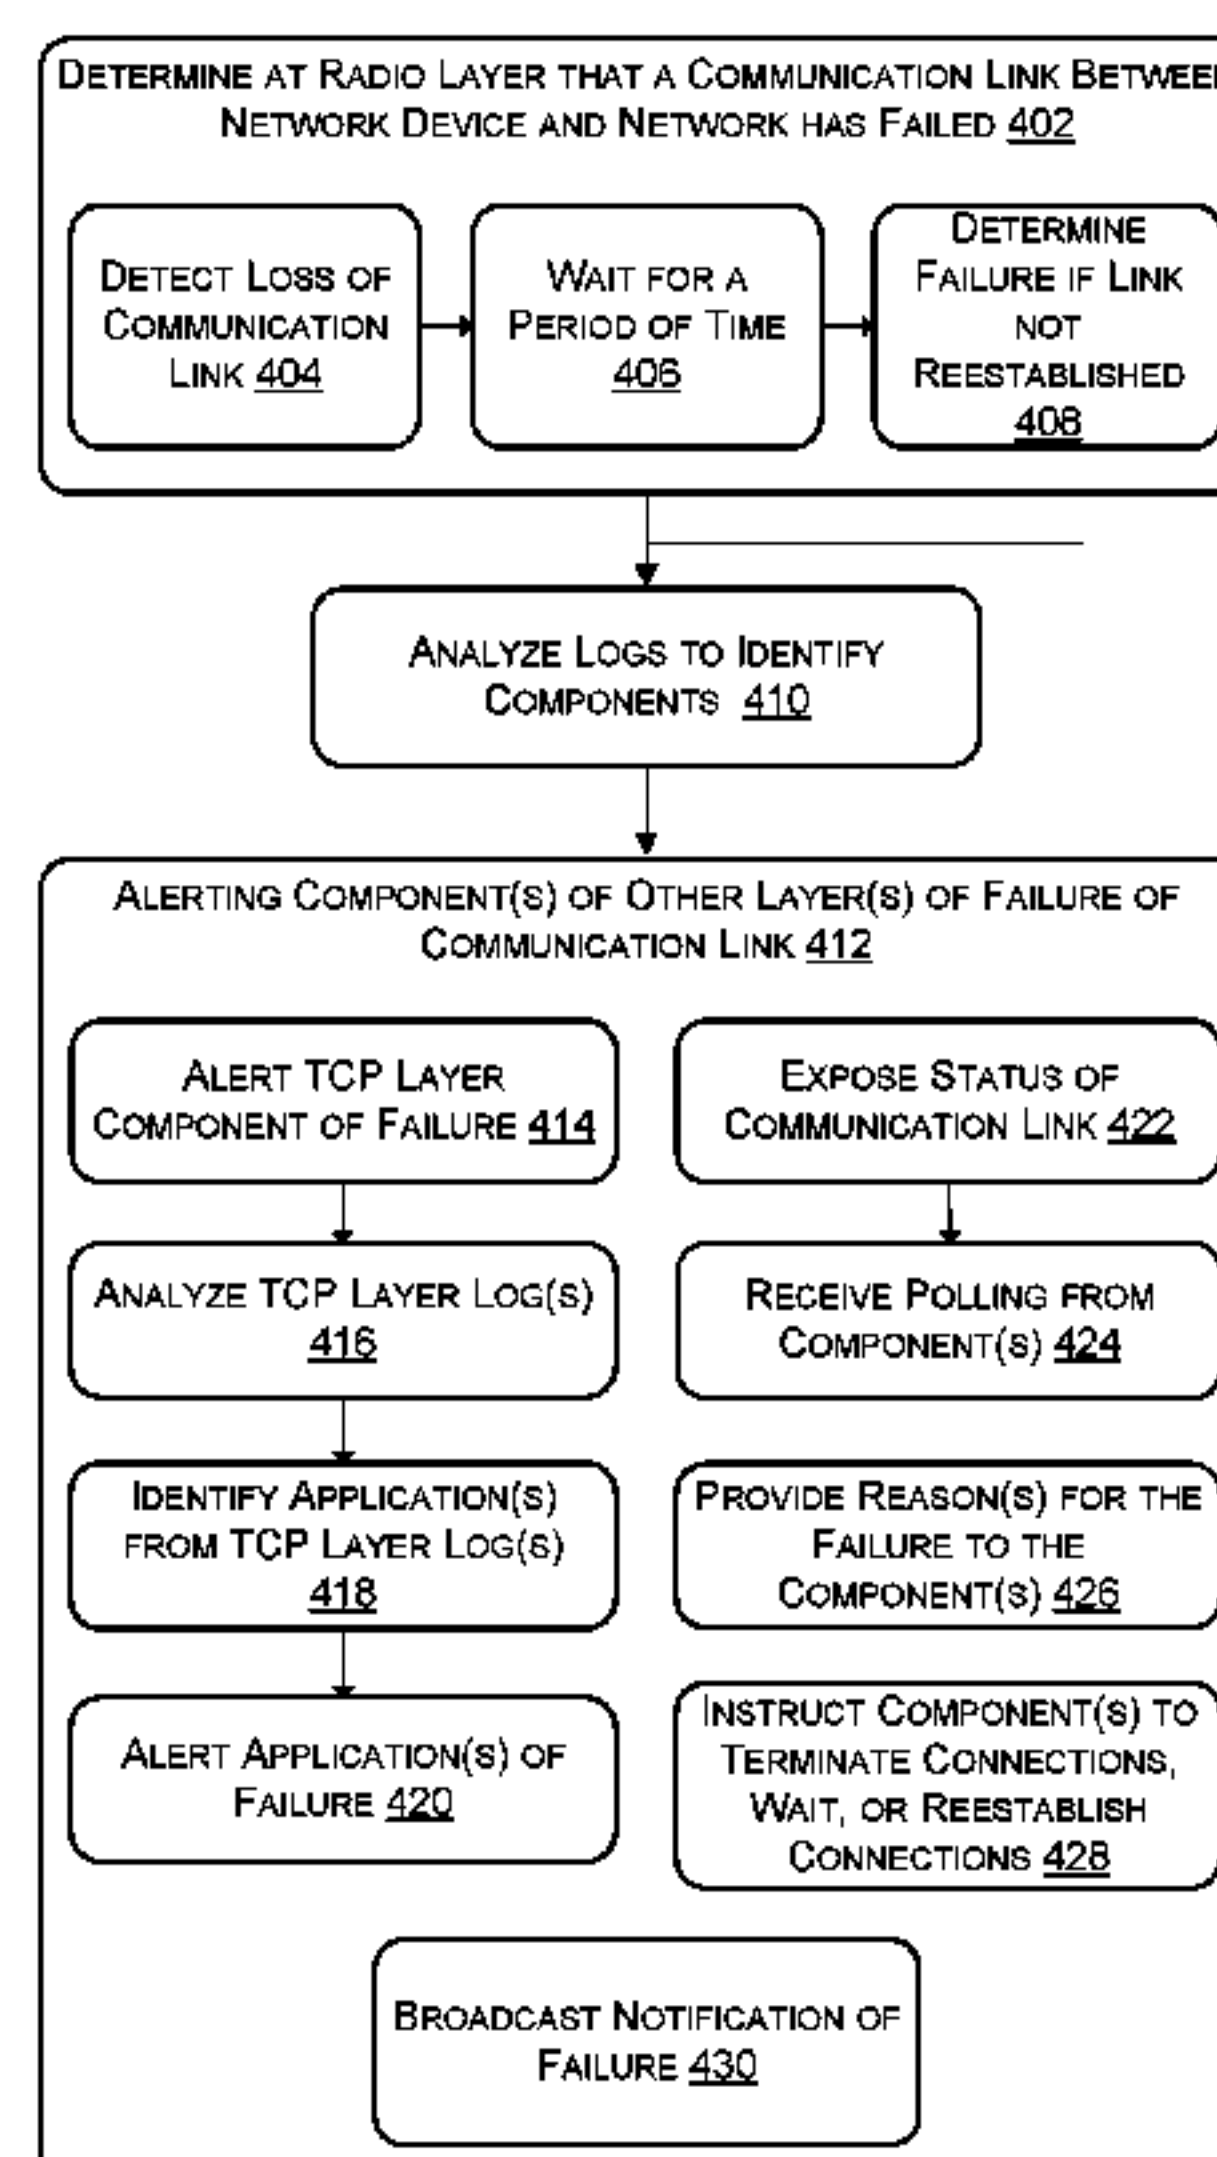 DETERMINE AT RADIO LAYER THAT A COMMUNICATION LINK BETWEEN
NETWORK DEVICE AND NETWORK HAS FAILED 402
DETECT LOSS OF
COMMUNICATION
LINK 404
WAIT FOR A
PERIOD OF TIME
406
DETERMINE
FAILURE IF LINK
NOT
REESTABLISHED
408
ANALYZE LOGS TO IDENTIFY
COMPONENTS 410
ALERTING COMPONENT(S) OF OTHER LAYER(S) OF FAILURE OF
COMMUNICATION LINK 412
ALERT TCP LAYER
COMPONENT OF FAILURE 414
ANALYZE TCP LAYER LOG(S)
416
IDENTIFY APPLICATION(S)
FROM TCP LAYER LOG(S)
418
ALERT APPLICATION(S) OF
FAILURE 420
EXPOSE STATUS OF
COMMUNICATION LINK 422
RECEIVE POLLING FROM
COMPONENT(S) 424
PROVIDE REASON(S) FOR THE
FAILURE TO THE
COMPONENT(S) 426
INSTRUCT COMPONENT(S) TO
TERMINATE CONNECTIONS,
WAIT, OR REESTABLISH
CONNECTIONS 428
BROADCAST NOTIFICATION OF
FAILURE 430